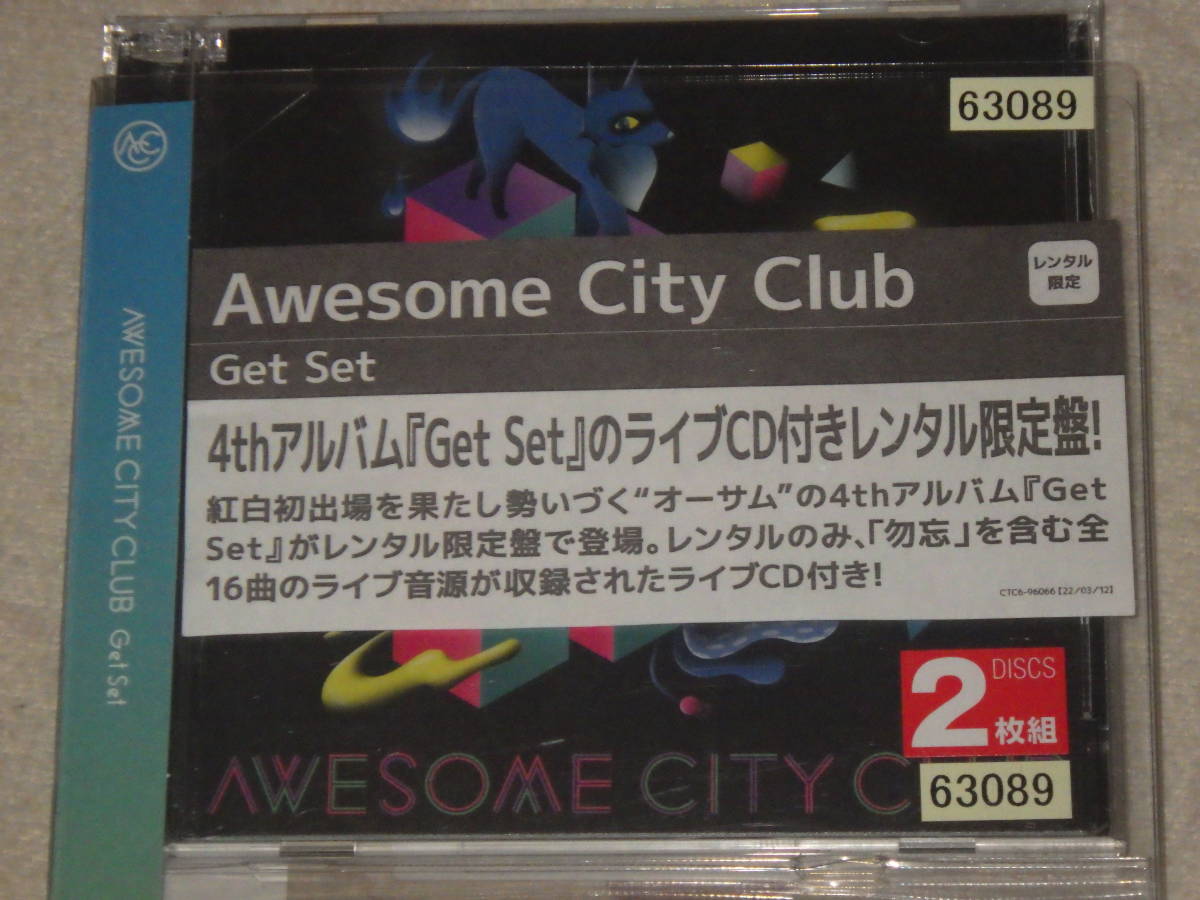 63089
Awesome City Club
レンタル
限定
Get Set
4thアルバム『Get Set』のライブCD付きレンタル限定盤!
紅白初出場を果たし勢いづく“オーサム”の4thアルバム『Get
Set』がレンタル限定盤で登場。レンタルのみ、「勿忘」を含む全
16曲のライブ音源が収録されたライブCD付き!
CTC6-96066【22/03/12】
2 DISCS
枚組
AWESOME CITY C
63089
AWESOME CITY CLUB Get Set